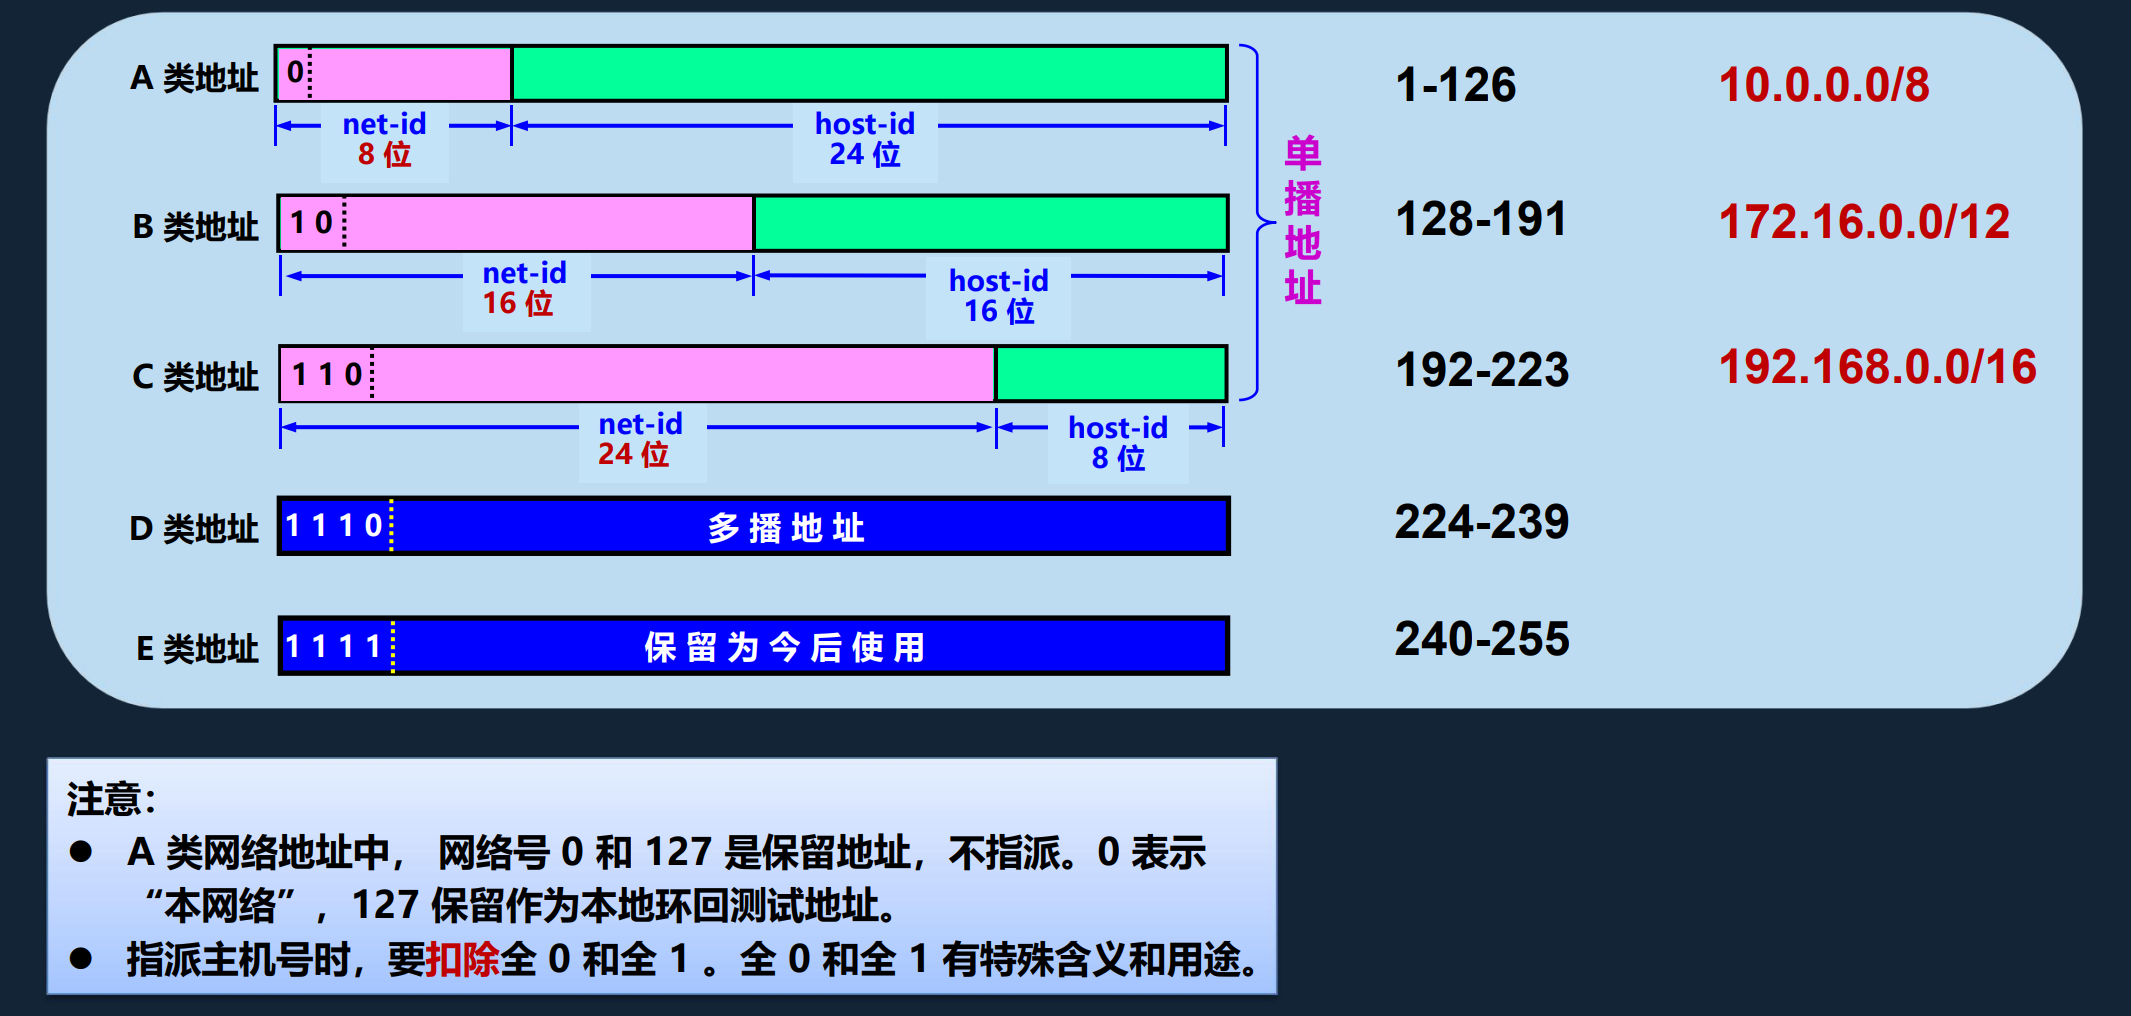 A 类地址
0
1-126
10.0.0.0/8
net-id
8 位
host-id
24 位
单播地址
B 类地址
1 0
128-191
172.16.0.0/12
net-id
16 位
host-id
16 位
C 类地址
1 1 0
192-223
192.168.0.0/16
net-id
24 位
host-id
8 位
D 类地址
1 1 1 0
多 播 地 址
224-239
E 类地址
1 1 1 1
保 留 为 今 后 使 用
240-255
注意：
● A 类网络地址中， 网络号 0 和 127 是保留地址，不指派。0 表示
“本网络” ，127 保留作为本地环回测试地址。
● 指派主机号时，要扣除全 0 和全 1 。全 0 和全 1 有特殊含义和用途。